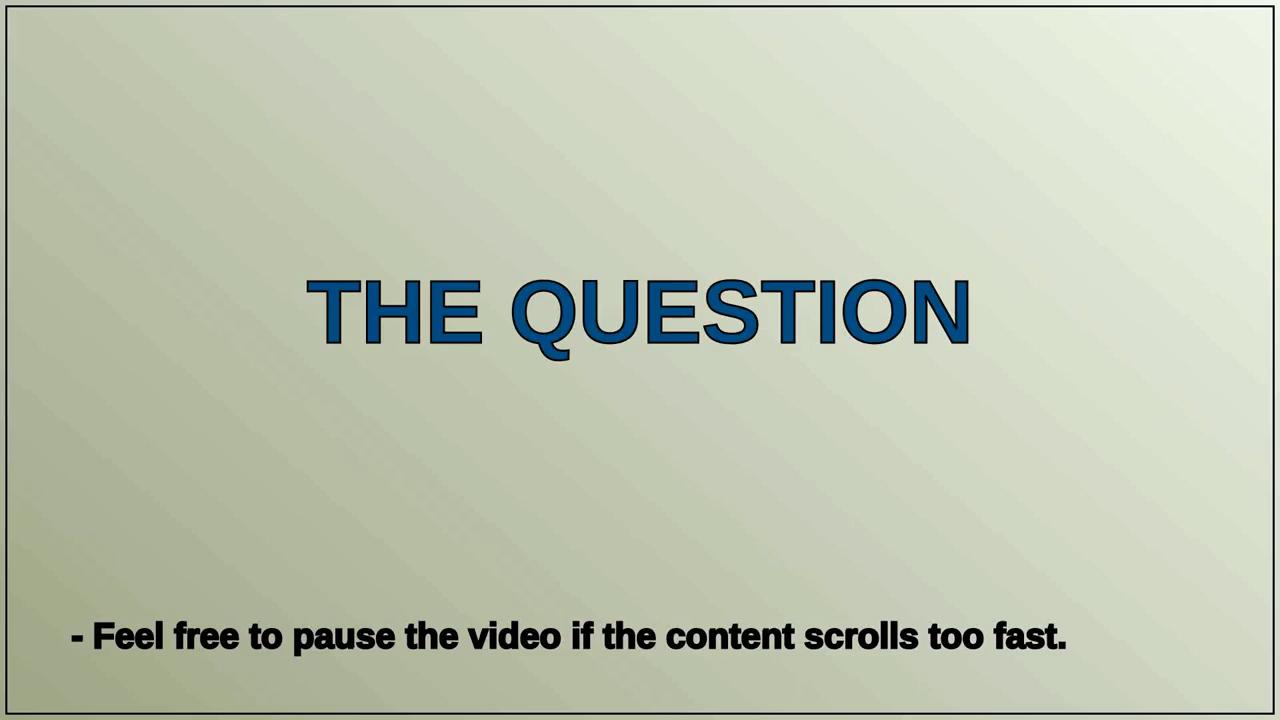 THE QUESTION
- Feel free to pause the video if the content scrolls too fast.